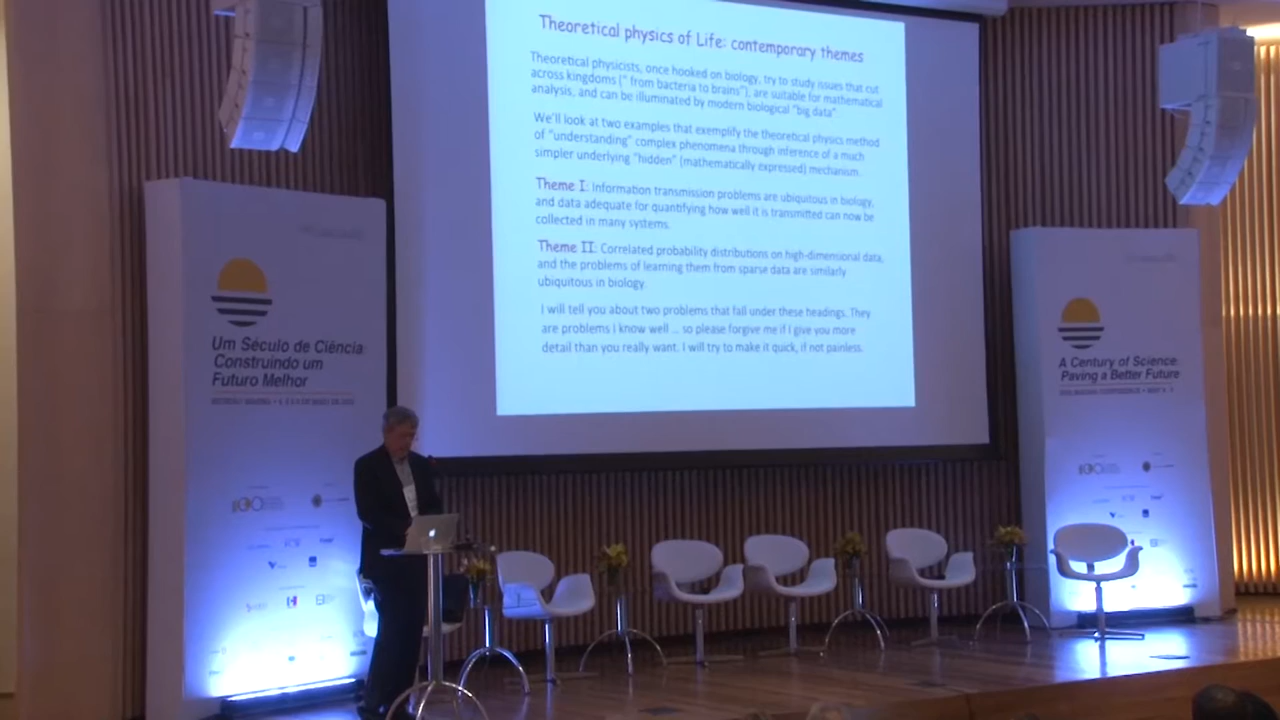 Theoretical physics of Life: contemporary themes
Theoretical physicists, once hooked on biology, try to study issues that cut
across kingdoms (" from bacteria to brains"), are suitable for mathematical
analysis, and can be illuminated by modern biological "big data".
We'll look at two examples that exemplify the theoretical physics method
of "understanding" complex phenomena through inference of a much
simpler underlying "hidden" (mathematically expressed) mechanism.
Theme I: Information transmission problems are ubiquitous in biology,
and data adequate for quantifying how well it is transmitted can now be
collected in many systems.
Theme II: Correlated probability distributions on high-dimensional data,
and the problems of learning them from sparse data are similarly
ubiquitous in biology
I will tell you about two problems that fall under these headings. They
are problems I know well ... so please forgive me if I give you more
detail than you really want. I will try to make it quick, if not painless.
Um Século de Ciência:
Construindo um
Futuro Melhor
A Century of Science:
Paving a Better Future